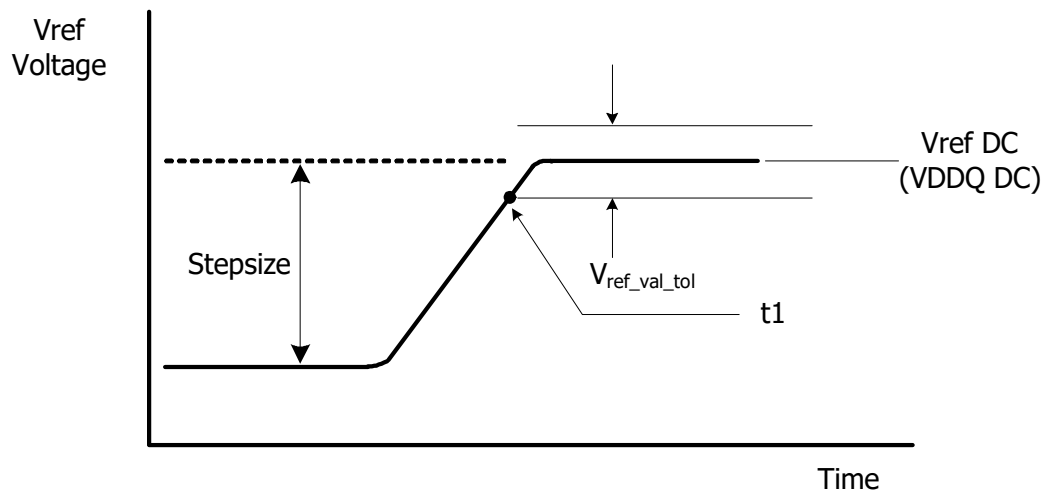 Vref
Voltage
Vref DC
(VDDQ DC)
Stepsize
Vref_val_tol
t1
Time